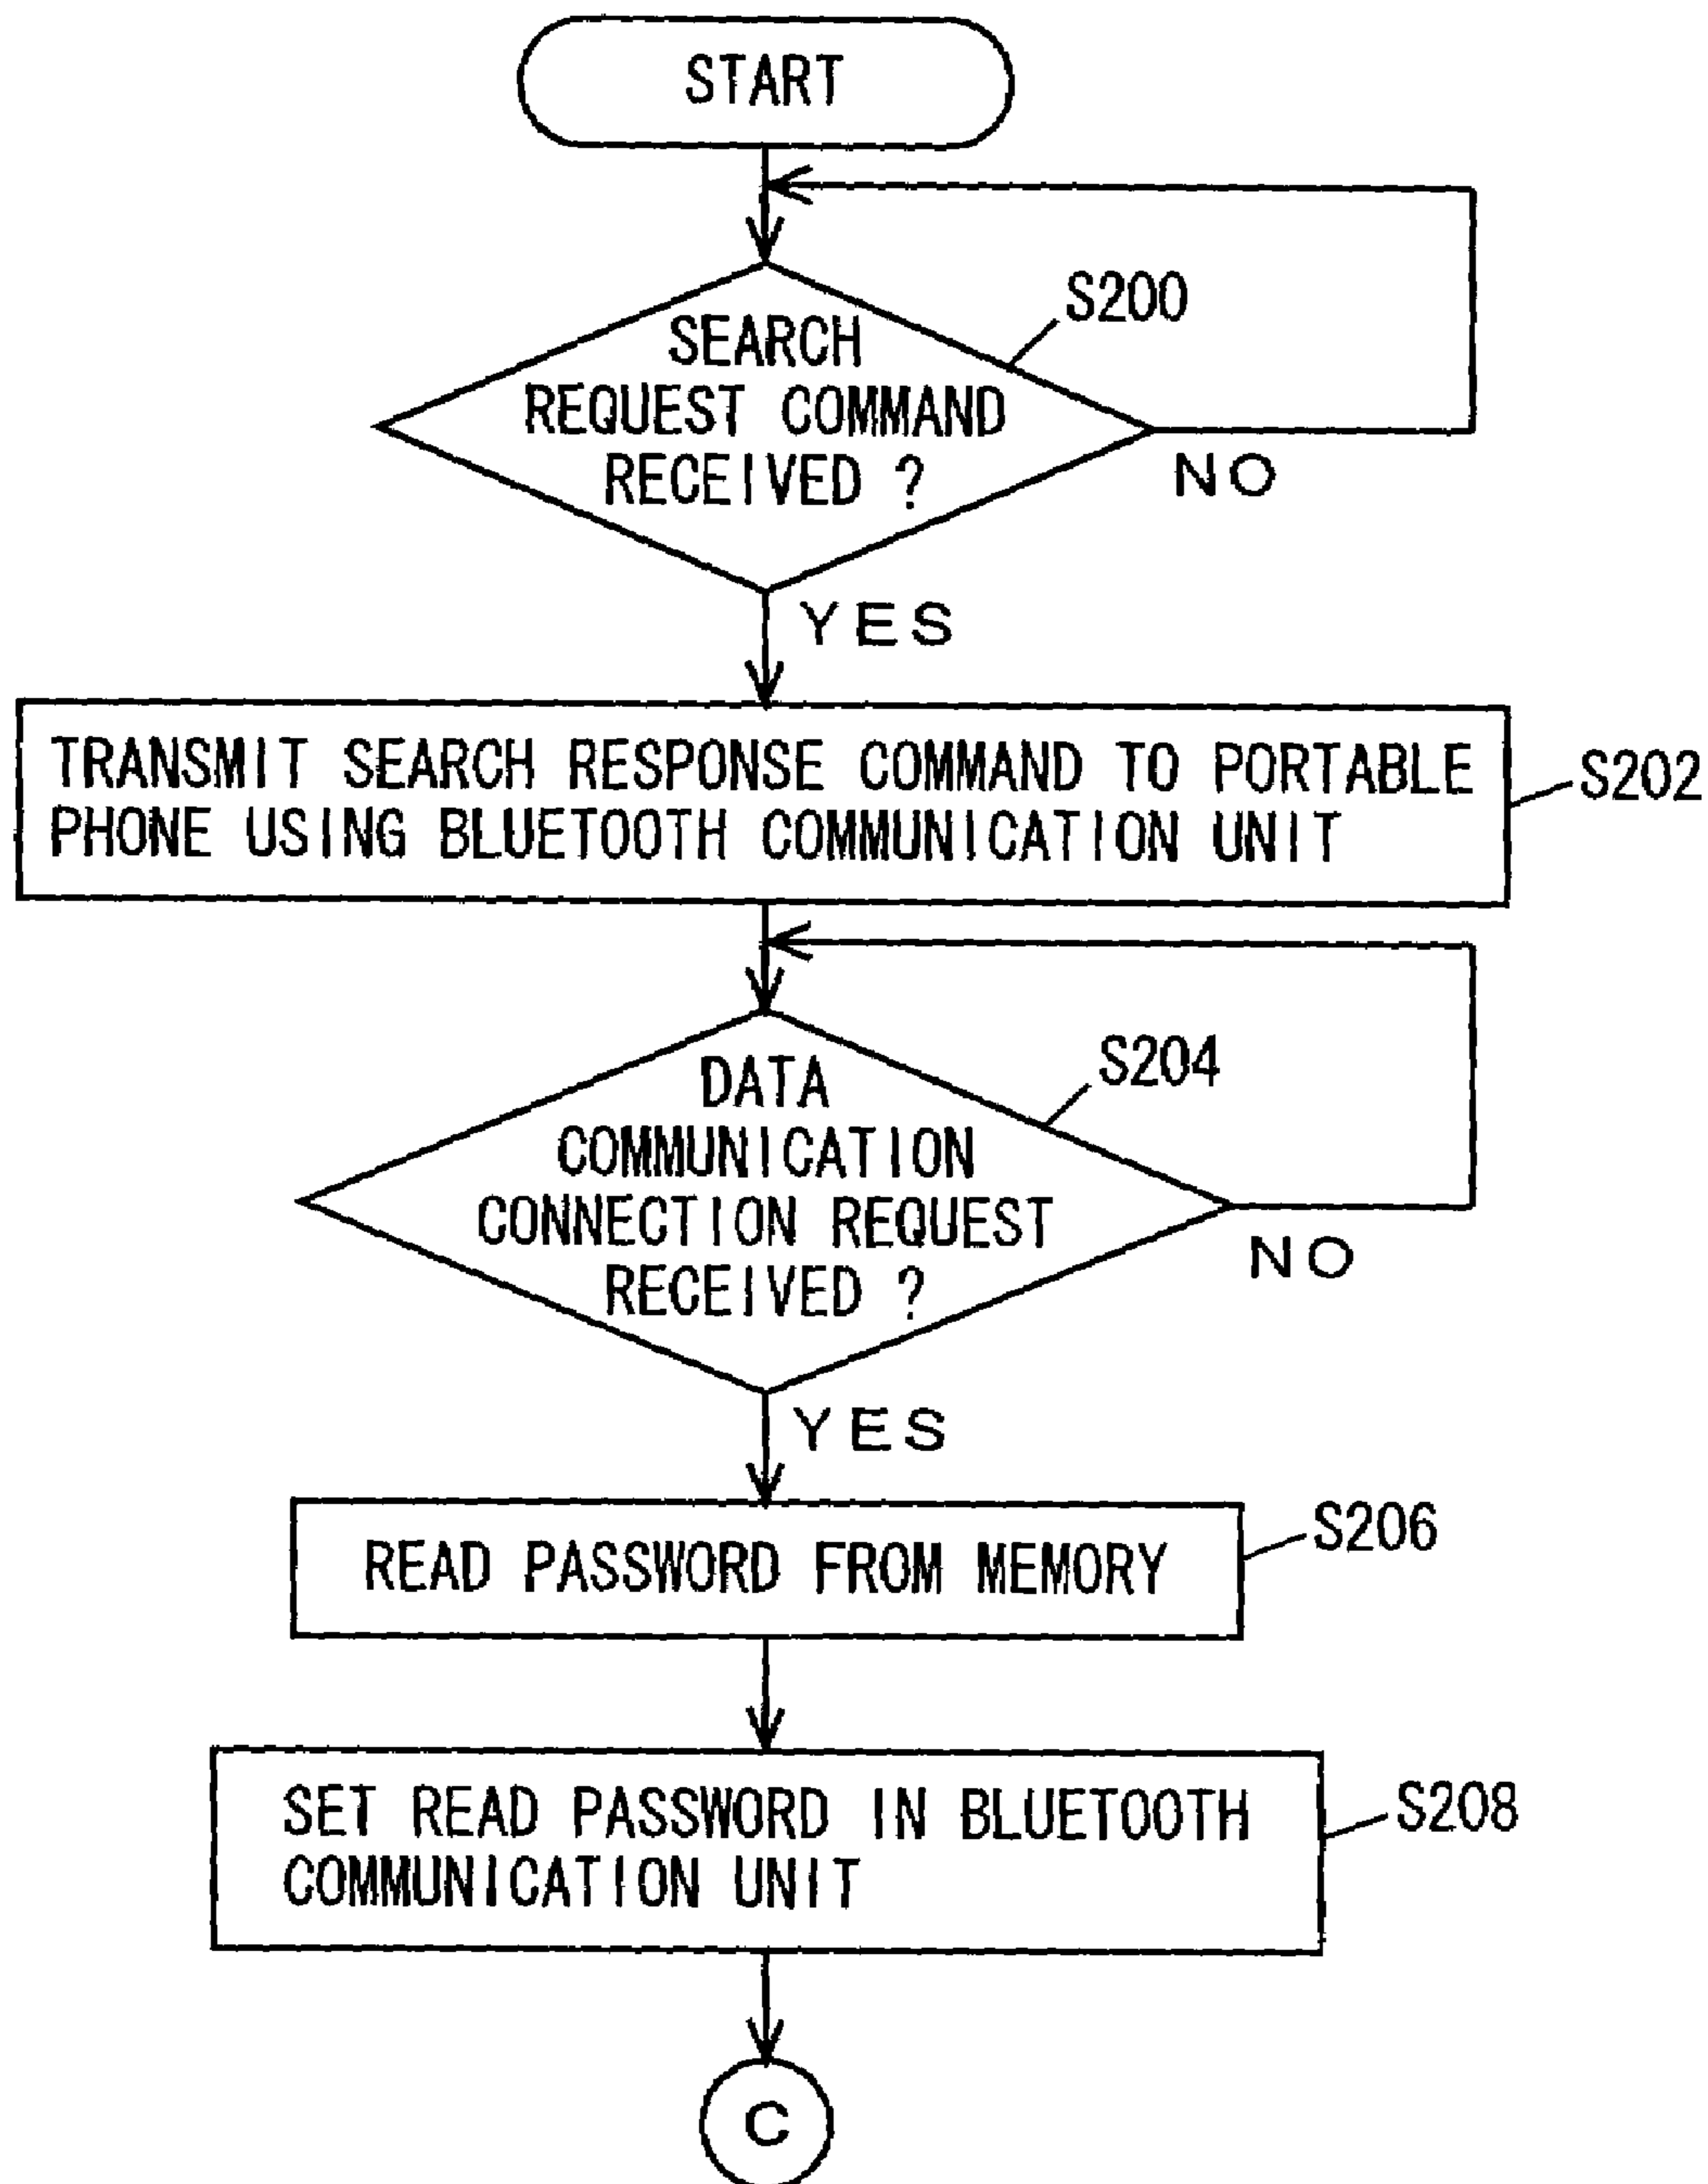 START
S200
SEARCH
REQUEST COMMAND
RECEIVED ?
NO
YES
TRANSMIT SEARCH RESPONSE COMMAND TO PORTABLE
PHONE USING BLUETOOTH COMMUNICATION UNIT
S202
S204
DATA
COMMUNICATION
CONNECTION REQUEST
RECEIVED ?
NO
YES
READ PASSWORD FROM MEMORY
S206
SET READ PASSWORD IN BLUETOOTH
COMMUNICATION UNIT
S208
C